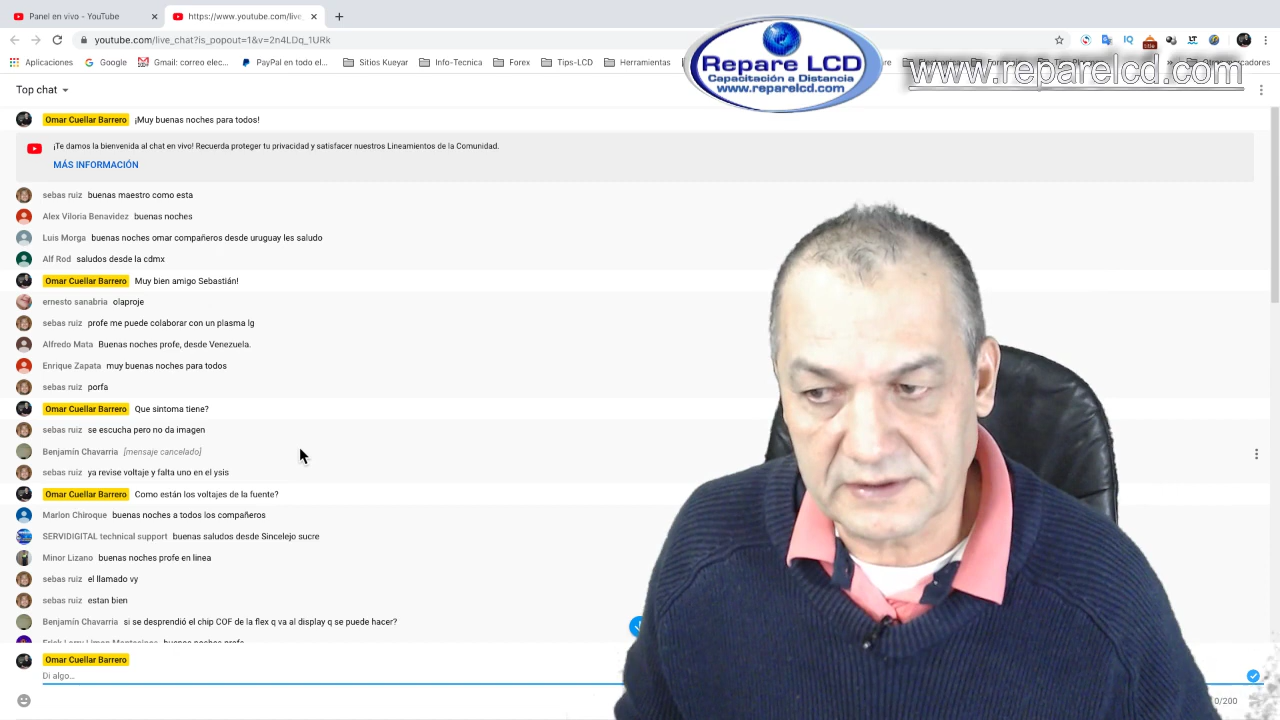 Panel en vivo - YouTube
https://www.youtube.com/live_
youtube.com/live_chat?is_popout=1&v=2n4LDq_1URk
Aplicaciones
Google
Gmail: correo elec...
PayPal en todo el...
Sitios Kueyar
Info-Tecnica
Forex
Tips-LCD
Herramientas
Repare LCD
Capacitación a Distancia
www.reparelcd.com
www.reparelcd.com
Top chat
Omar Cuellar Barrero ¡Muy buenas noches para todos!
¡Te damos la bienvenida al chat en vivo! Recuerda proteger tu privacidad y satisfacer nuestros Lineamientos de la Comunidad.
MÁS INFORMACIÓN
sebas ruiz buenas maestro como esta
Alex Viloria Benavidez buenas noches
Luis Morga buenas noches omar compañeros desde uruguay les saludo
Alf Rod saludos desde la cdmx
Omar Cuellar Barrero Muy bien amigo Sebastián!
ernesto sanabria olaproje
sebas ruiz profe me puede colaborar con un plasma lg
Alfredo Mata Buenas noches profe, desde Venezuela.
Enrique Zapata muy buenas noches para todos
sebas ruiz porfa
Omar Cuellar Barrero Que sintoma tiene?
sebas ruiz se escucha pero no da imagen
Benjamín Chavarria [mensaje cancelado]
sebas ruiz ya revise voltaje y falta uno en el ysis
Omar Cuellar Barrero Como están los voltajes de la fuente?
Marlon Chiroque buenas noches a todos los compañeros
SERVIDIGITAL technical support buenas saludos desde Sincelejo sucre
Minor Lizano buenas noches profe en linea
sebas ruiz el llamado vy
sebas ruiz estan bien
Benjamín Chavarria si se desprendió el chip COF de la flex q va al display q se puede hacer?
Omar Cuellar Barrero
Di algo...
0/200